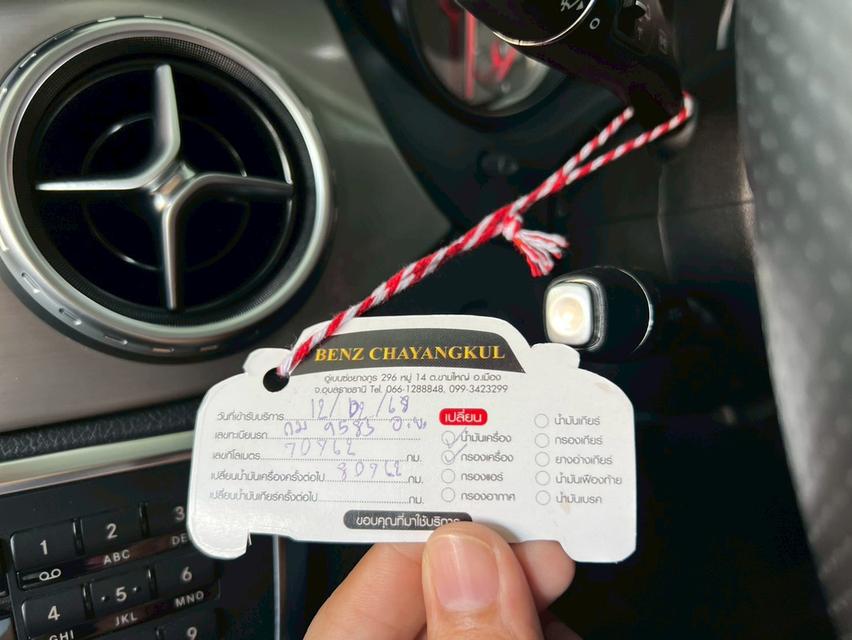 BENZ CHAYANGKUL
อู่เบนซ์ชยางกูร 296 หมู่ 14 ต.ขามใหญ่ อ.เมือง
จ.อุบลราชธานี Tel. 066-1288848, 099-3423299
วันที่เข้ารับบริการ 12/ /68
เลขทะเบียนรถ กม 9585 อ.บ.
เลขกิโลเมตร 70962 กม.
เปลี่ยนน้ำมันเครื่องครั้งต่อไป 80962 กม.
เปลี่ยนน้ำมันเกียร์ครั้งต่อไป กม.
เปลี่ยน
น้ำมันเครื่อง
กรองเครื่อง
กรองแอร์
กรองอากาศ
น้ำมันเกียร์
กรองเกียร์
ยางอ่างเกียร์
น้ำมันเฟืองท้าย
น้ำมันเบรค
ขอบคุณที่มาใช้บริการ
1
2 ABC
3 DE
4 GHI
5 JKL
6 MNO
9